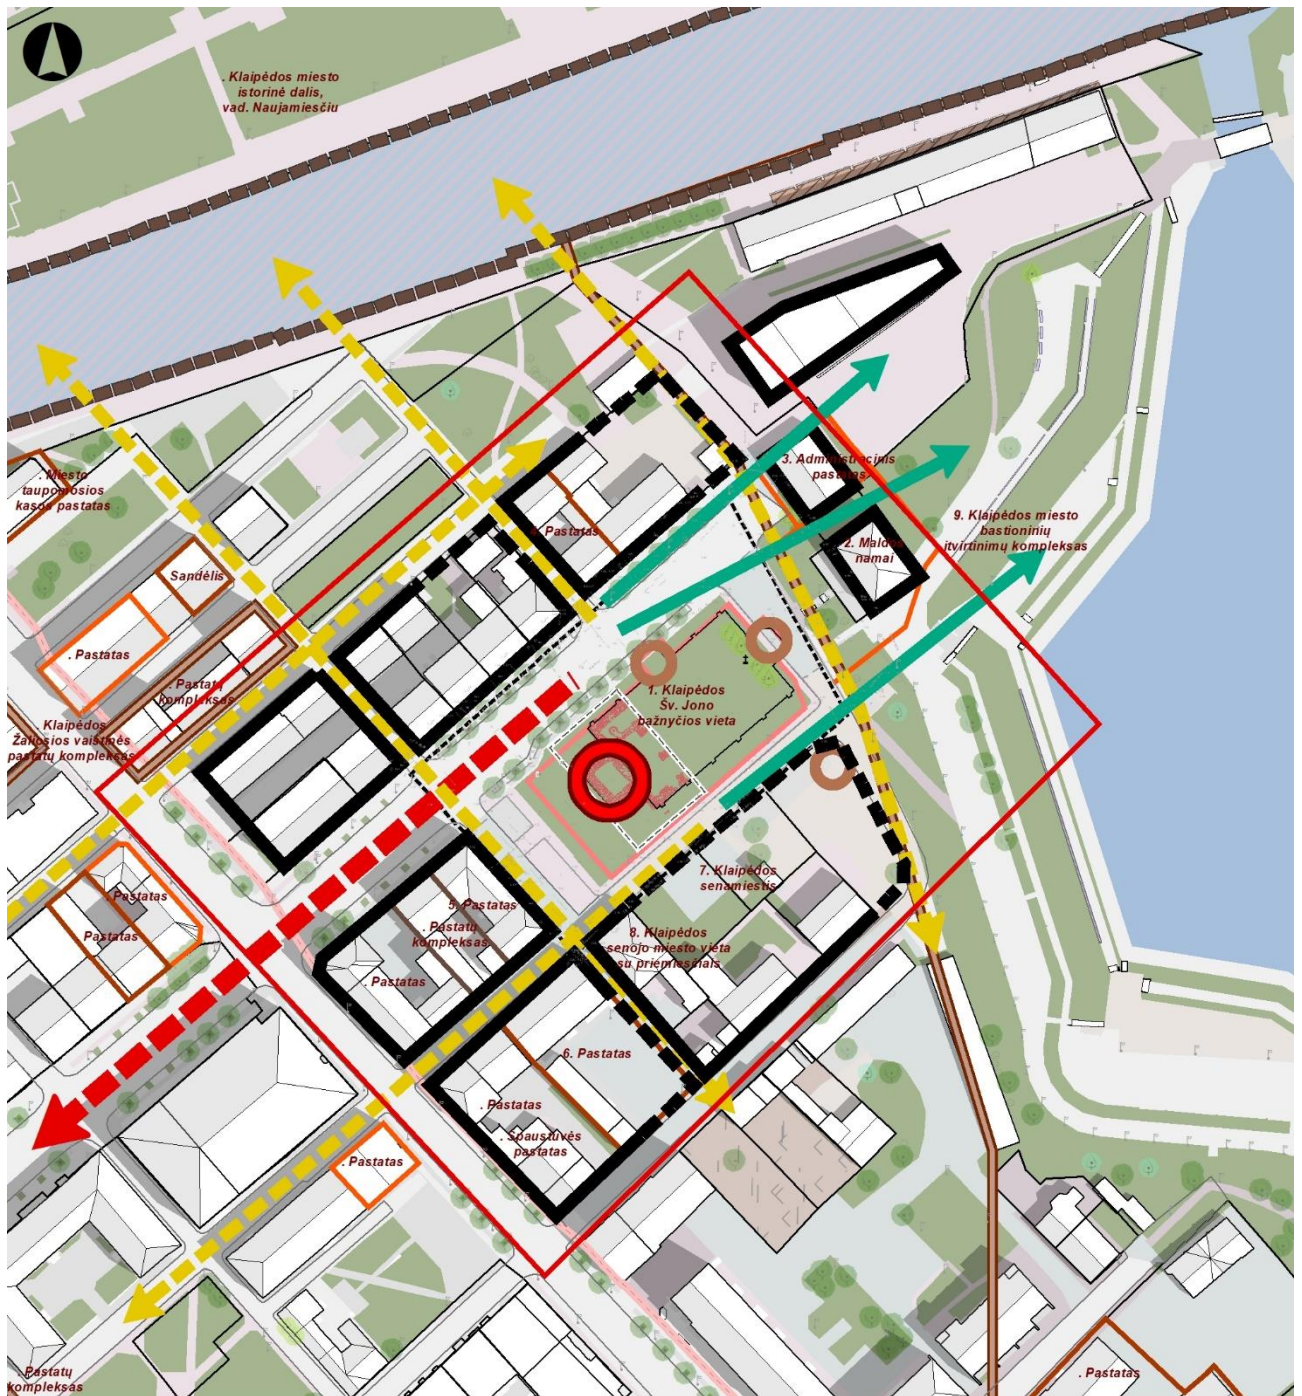 . Klaipėdos miesto
istorinė dalis,
vad. Naujamiesčiu
. Miesto
taupomosios
kasos pastatas
Sandėlis
. Pastatas
. Pastatų
kompleksas
Klaipėdos
Žaliosios vaistinės
pastatų kompleksas
. Pastatas
3. Administracinis
pastatas
2. Maldos
namai
9. Klaipėdos miesto
bastioninių
įtvirtinimų kompleksas
1. Klaipėdos
Šv. Jono
bažnyčios vieta
7. Klaipėdos
senamiestis
8. Klaipėdos
senojo miesto vieta
su priemiesčiais
5. Pastatas
. Pastatų
kompleksas
. Pastatas
. Pastatas
Pastatas
6. Pastatas
. Pastatas
. Spaustuvės
pastatas
. Pastatas
. Pastatų
kompleksas
. Pastatas